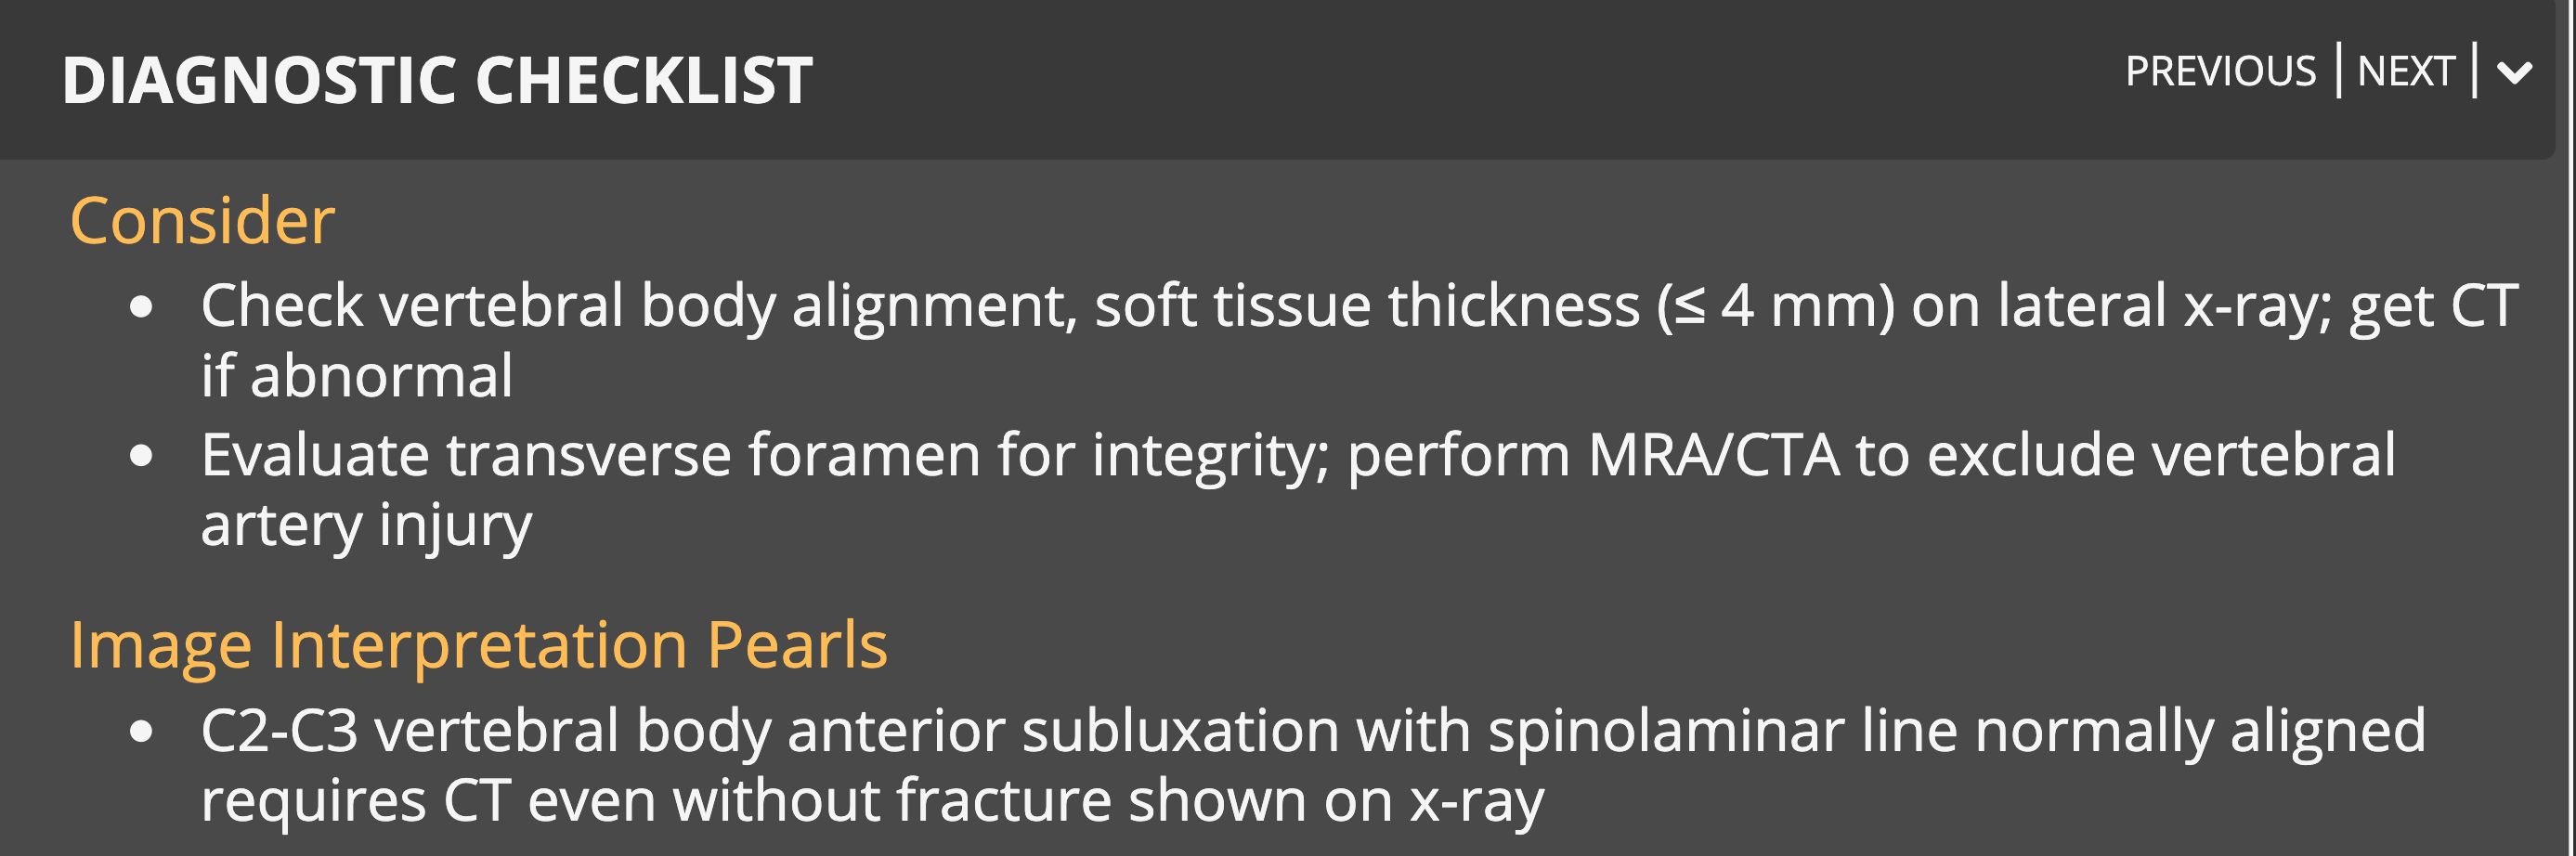 DIAGNOSTIC CHECKLIST
PREVIOUS | NEXT |
Consider
• Check vertebral body alignment, soft tissue thickness (≤ 4 mm) on lateral x-ray; get CT
if abnormal
• Evaluate transverse foramen for integrity; perform MRA/CTA to exclude vertebral
artery injury
Image Interpretation Pearls
• C2-C3 vertebral body anterior subluxation with spinolaminar line normally aligned
requires CT even without fracture shown on x-ray